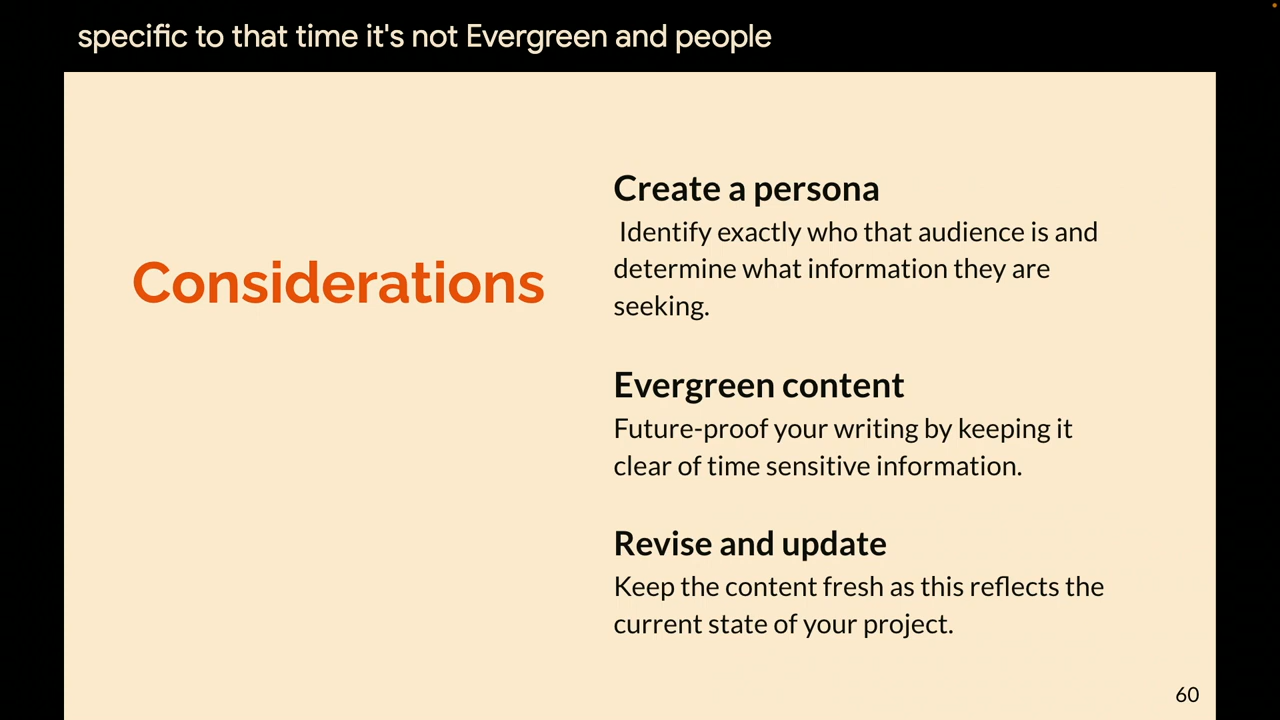 specific to that time it's not Evergreen and people
Considerations
Create a persona
Identify exactly who that audience is and
determine what information they are
seeking.
Evergreen content
Future-proof your writing by keeping it
clear of time sensitive information.
Revise and update
Keep the content fresh as this reflects the
current state of your project.
60